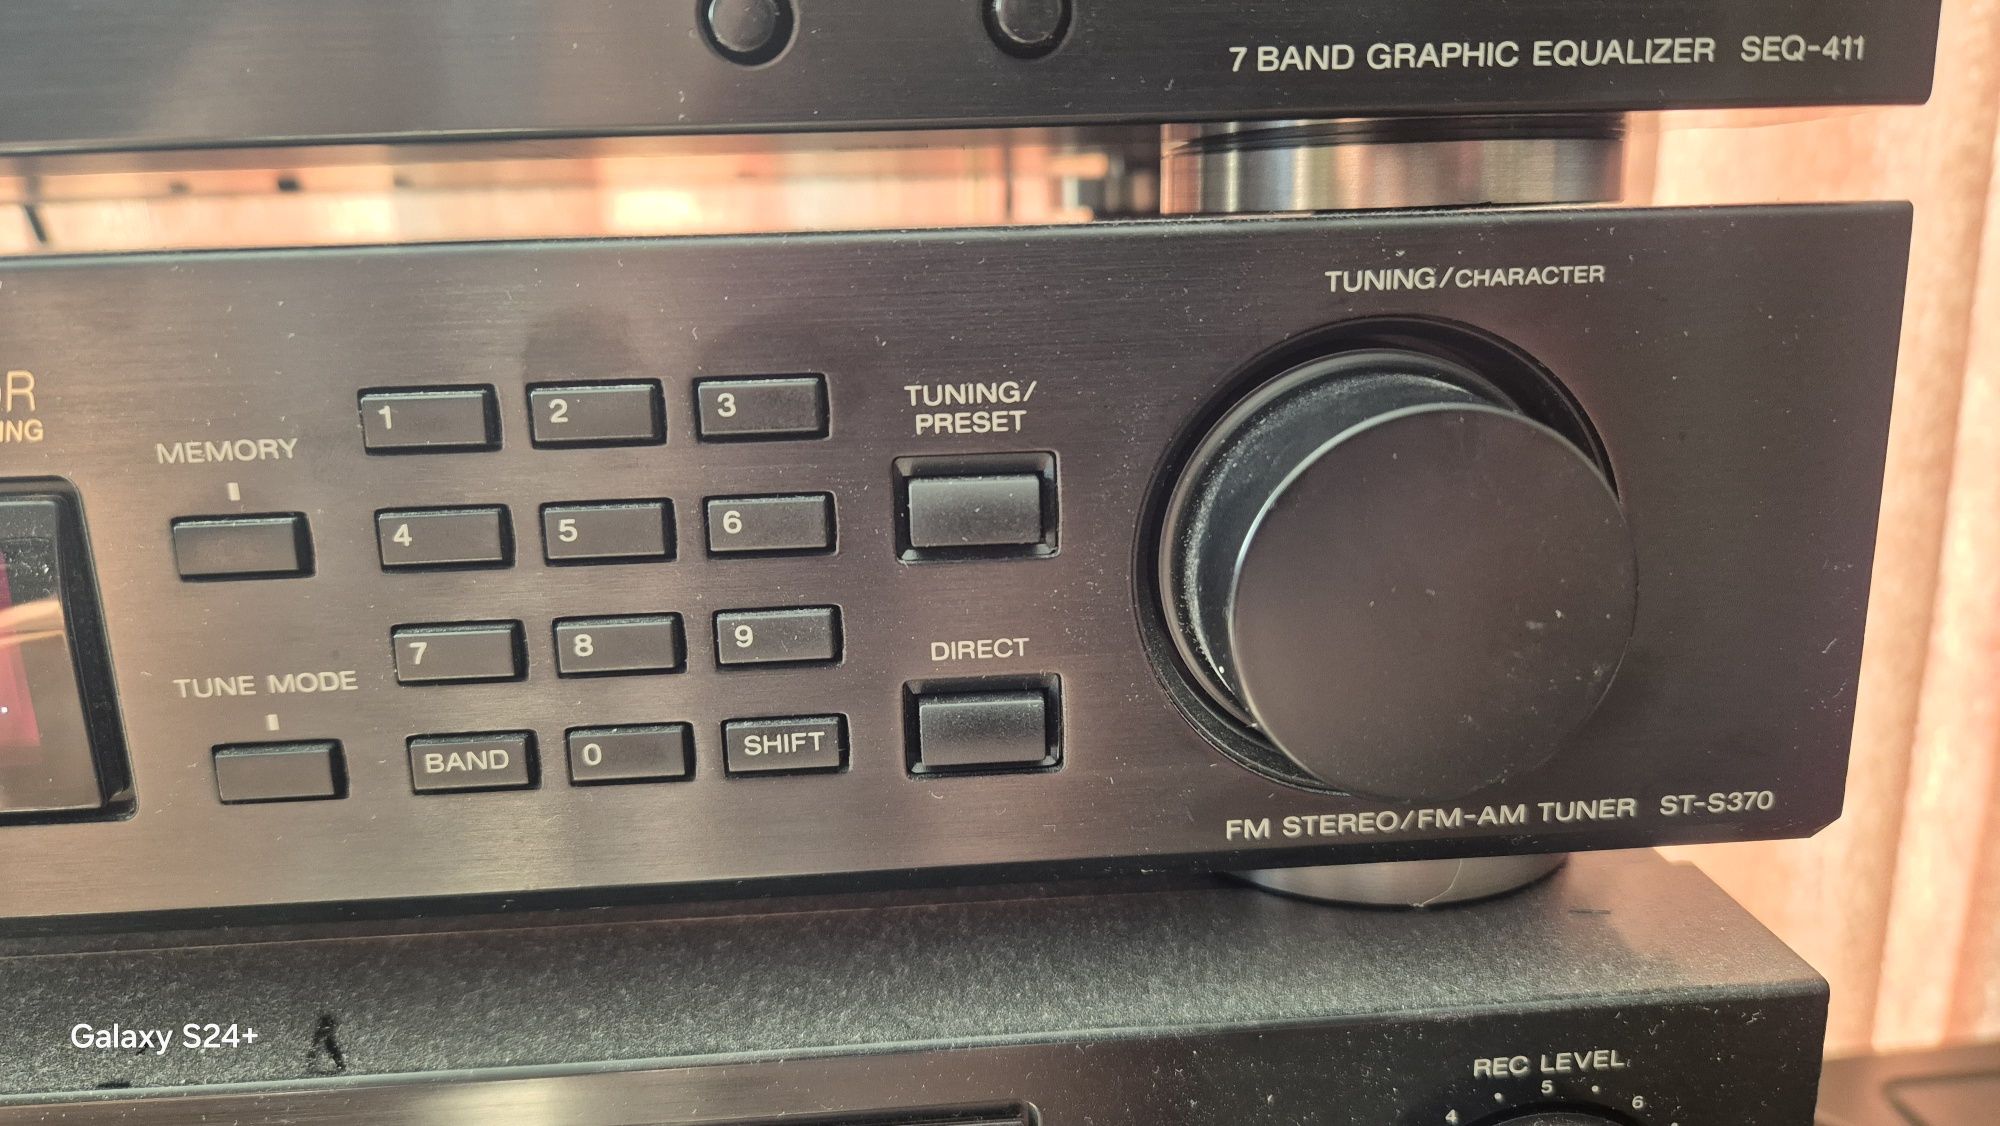 7 BAND GRAPHIC EQUALIZER SEQ-411
TUNING/CHARACTER
MEMORY
1 2 3
TUNING/
PRESET
4 5 6
7 8 9
DIRECT
TUNE MODE
BAND 0 SHIFT
FM STEREO/FM-AM TUNER ST-S370
Galaxy S24+
REC LEVEL
4 5 6